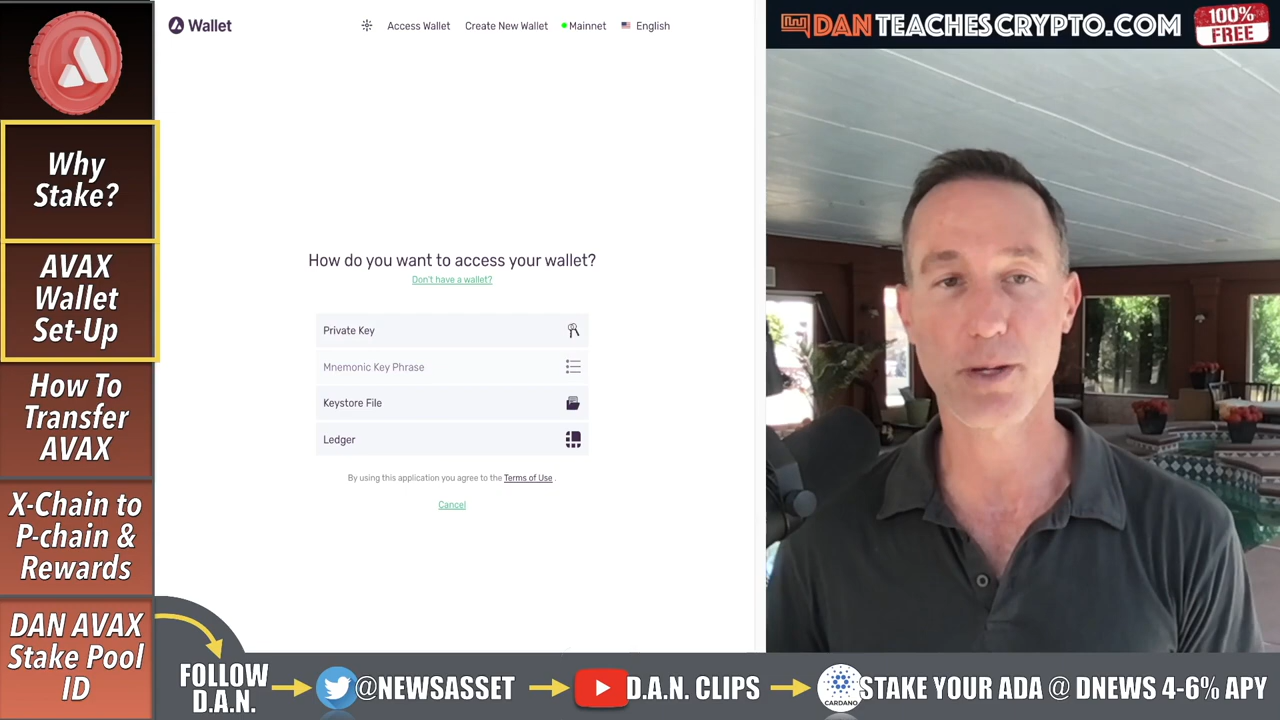 Wallet
Access Wallet
Create New Wallet
Mainnet
English
DANTEACHESCRYPTO.COM
100%
FREE
Why
Stake?
AVAX
Wallet
Set-Up
How To
Transfer
AVAX
X-Chain to
P-chain &
Rewards
DAN AVAX
Stake Pool
ID
How do you want to access your wallet?
Don't have a wallet?
Private Key
Mnemonic Key Phrase
Keystore File
Ledger
By using this application you agree to the Terms of Use .
Cancel
FOLLOW
D.A.N.
@NEWSASSET
D.A.N. CLIPS
CARDANO
STAKE YOUR ADA @ DNEWS 4-6% APY